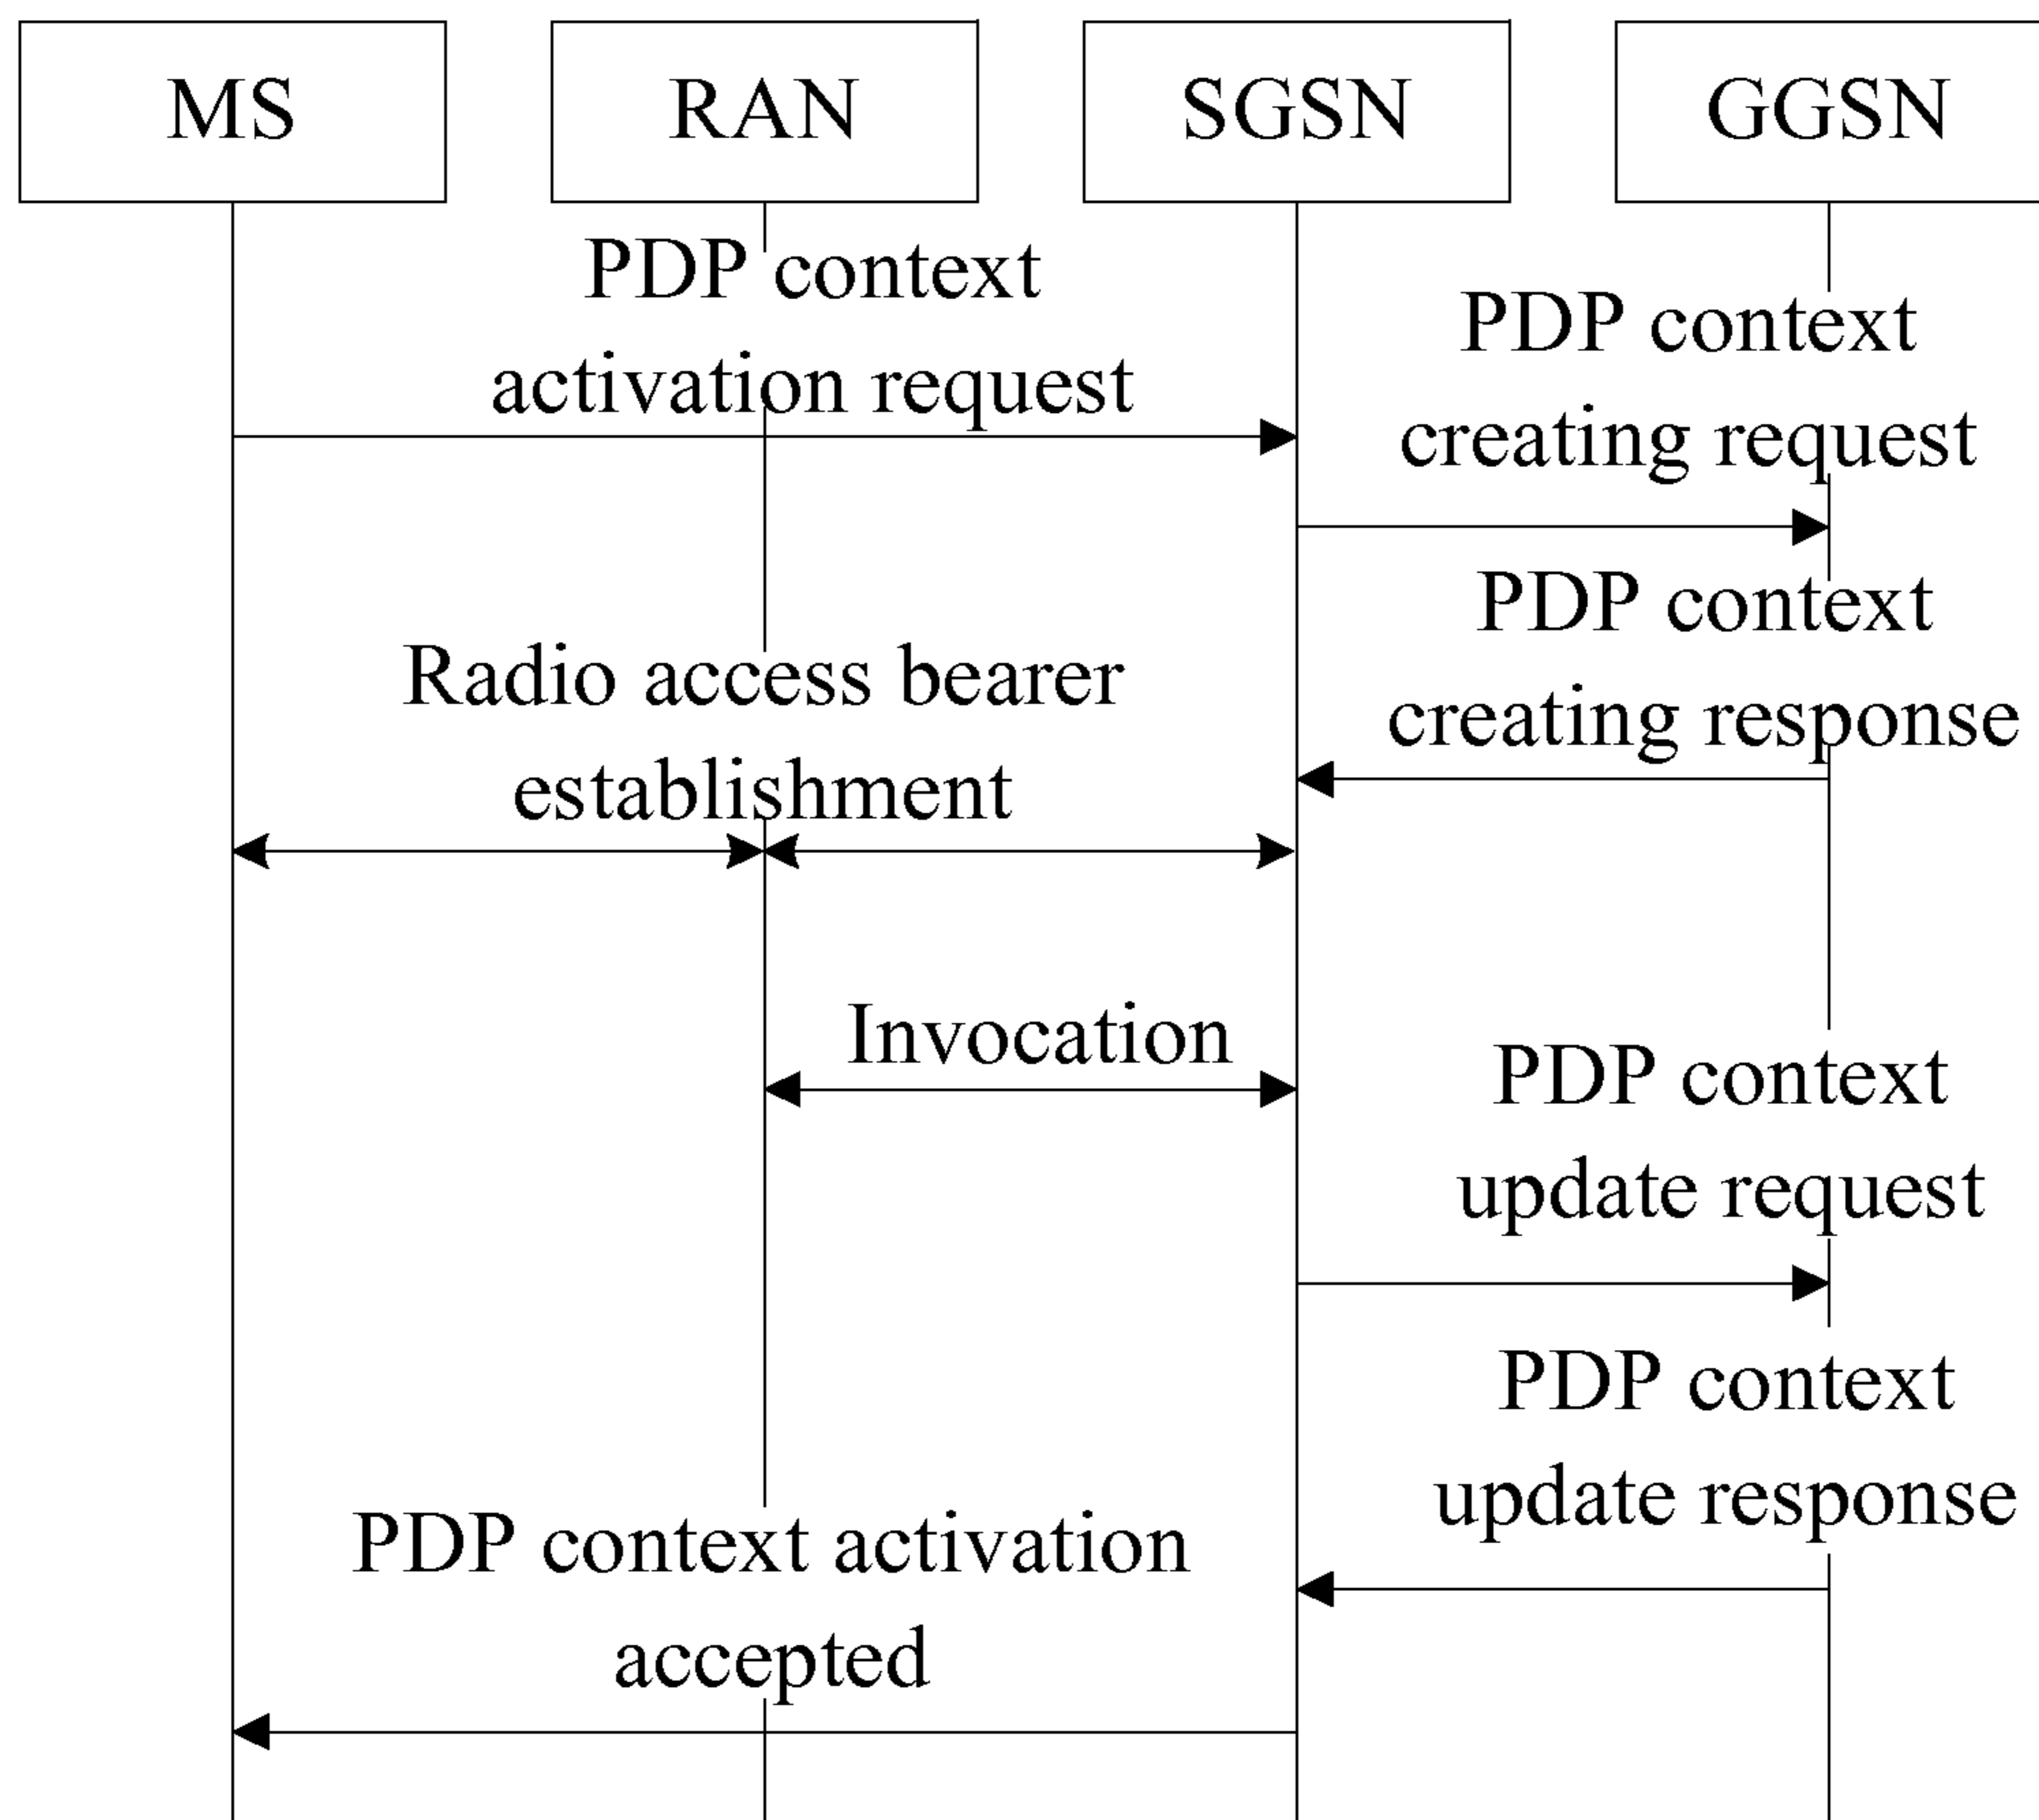 MS
RAN
SGSN
GGSN
PDP context
activation request
PDP context
creating request
PDP context
creating response
Radio access bearer
establishment
Invocation
PDP context
update request
PDP context
update response
PDP context activation
accepted